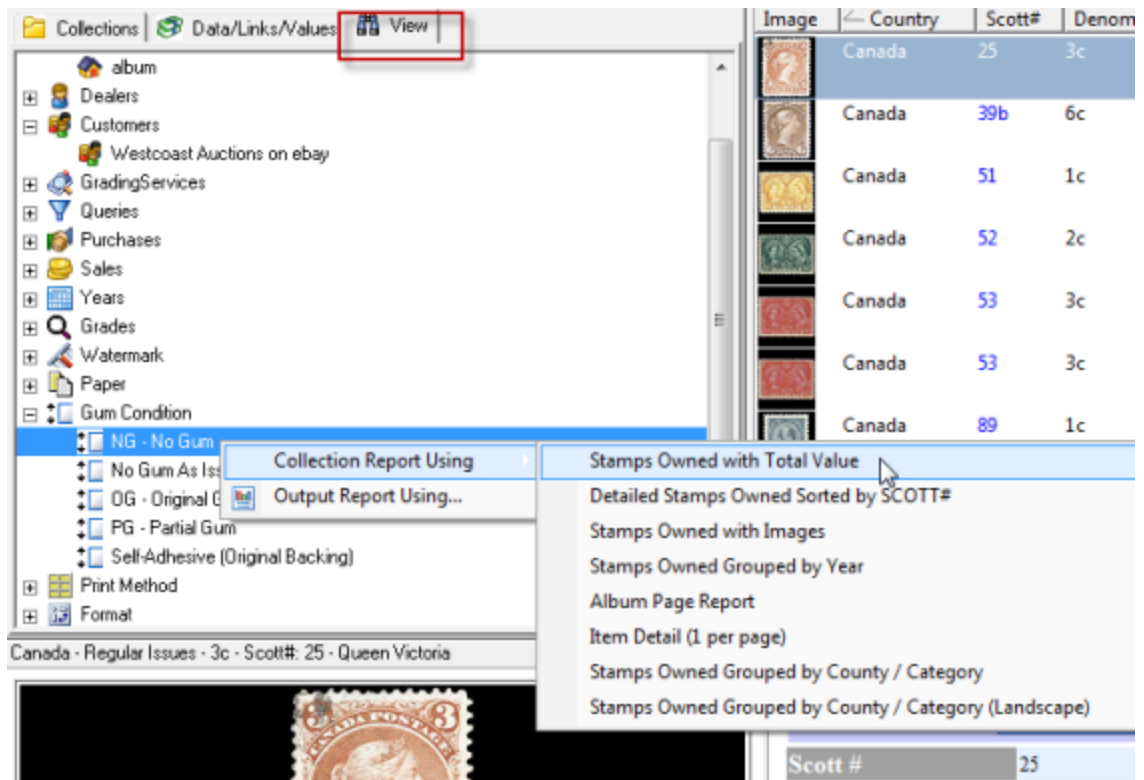 Collections
Data/Links/Values
View
album
Dealers
Customers
Westcoast Auctions on ebay
GradingServices
Queries
Purchases
Sales
Years
Grades
Watermark
Paper
Gum Condition
NG - No Gum
No Gum As Iss
OG - Original G
PG - Partial Gum
Self-Adhesive (Original Backing)
Print Method
Format
Collection Report Using
Output Report Using...
Stamps Owned with Total Value
Detailed Stamps Owned Sorted by SCOTT#
Stamps Owned with Images
Stamps Owned Grouped by Year
Album Page Report
Item Detail (1 per page)
Stamps Owned Grouped by County / Category
Stamps Owned Grouped by County / Category (Landscape)
Image Country Scott# Denom
Canada 25 3c
Canada 39b 6c
Canada 51 1c
Canada 52 2c
Canada 53 3c
Canada 53 3c
Canada 89 1c
Canada - Regular Issues - 3c - Scott#: 25 - Queen Victoria
3 CANADA POSTAGE 3
Scott # 25